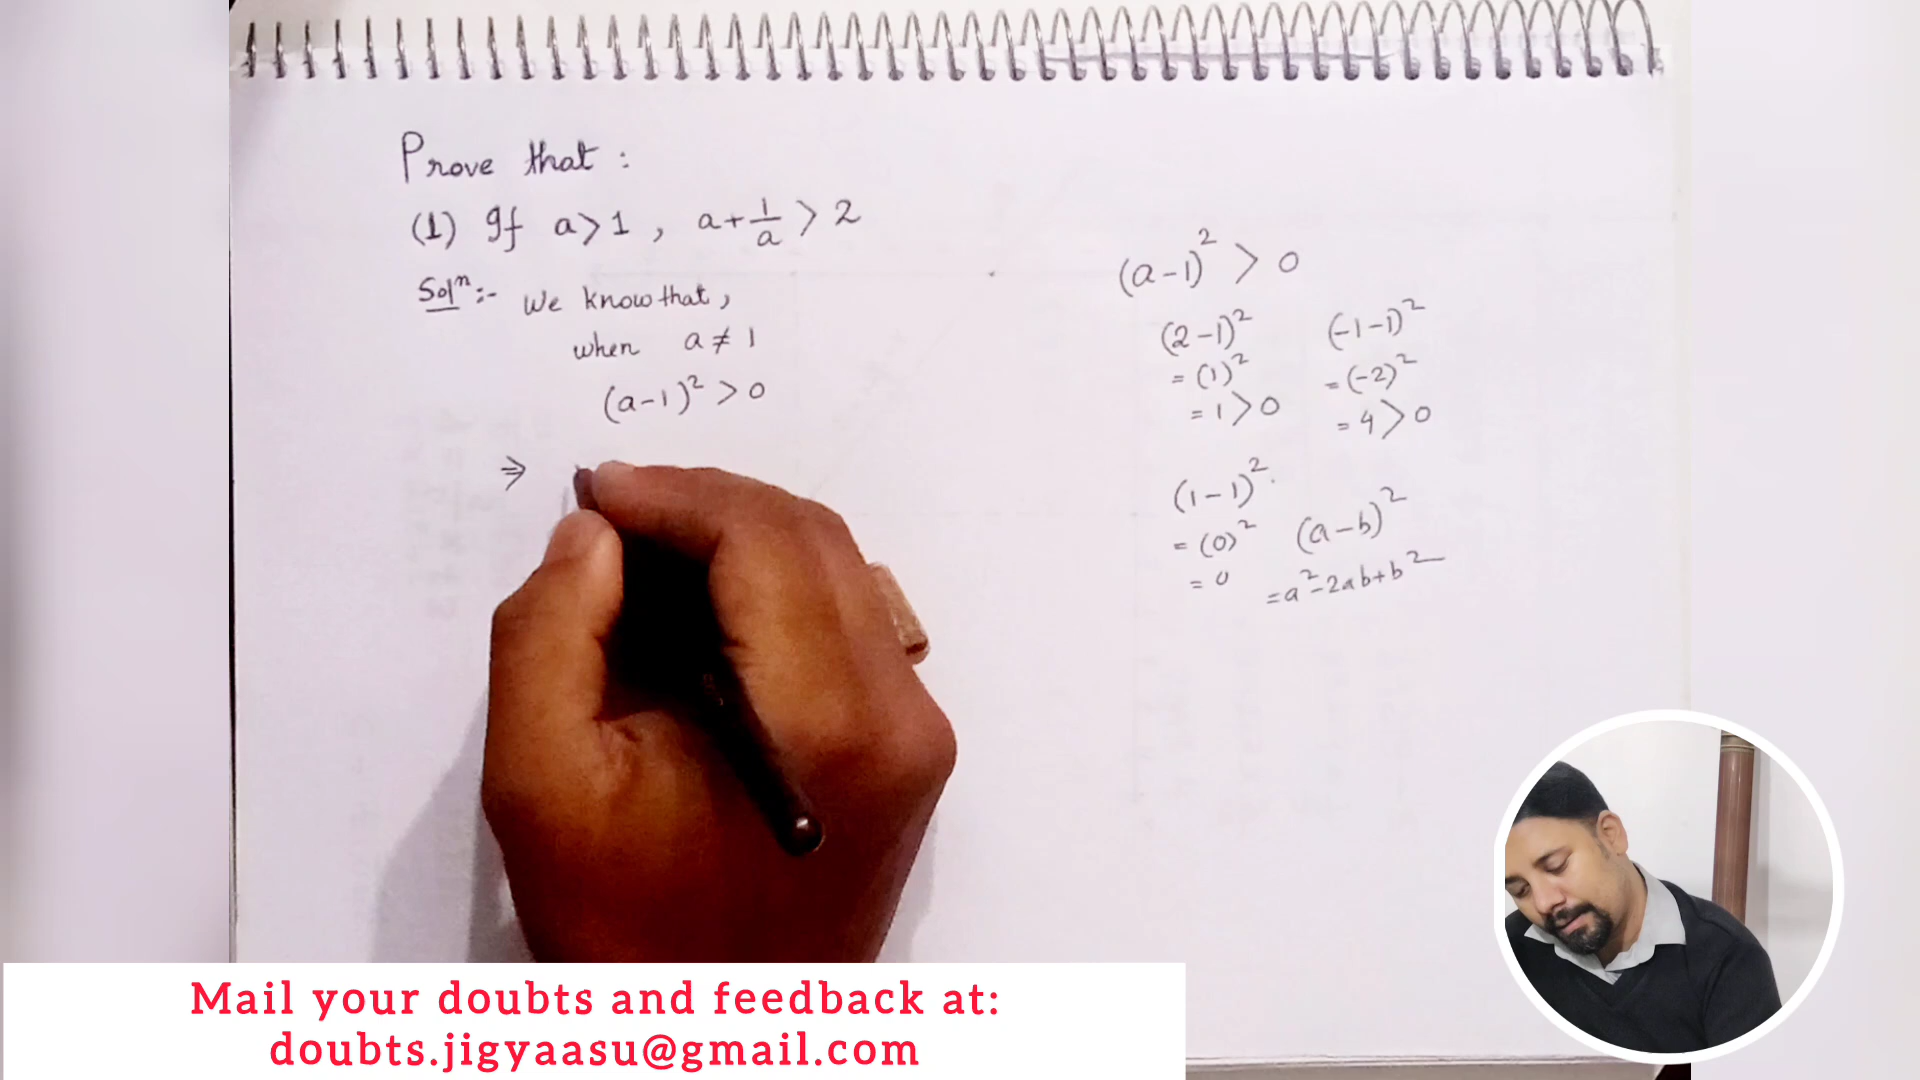 Prove that :
(1) If a > 1 , a + 1/a > 2
Solⁿ :- We know that ,
when a ≠ 1
(a-1)² > 0
⇒
(a-1)² > 0
(2-1)²
= (1)²
= 1 > 0
(-1-1)²
= (-2)²
= 4 > 0
(1-1)²
= (0)²
= 0
(a-b)²
= a² - 2ab + b²
Mail your doubts and feedback at:
doubts.jigyaasu@gmail.com